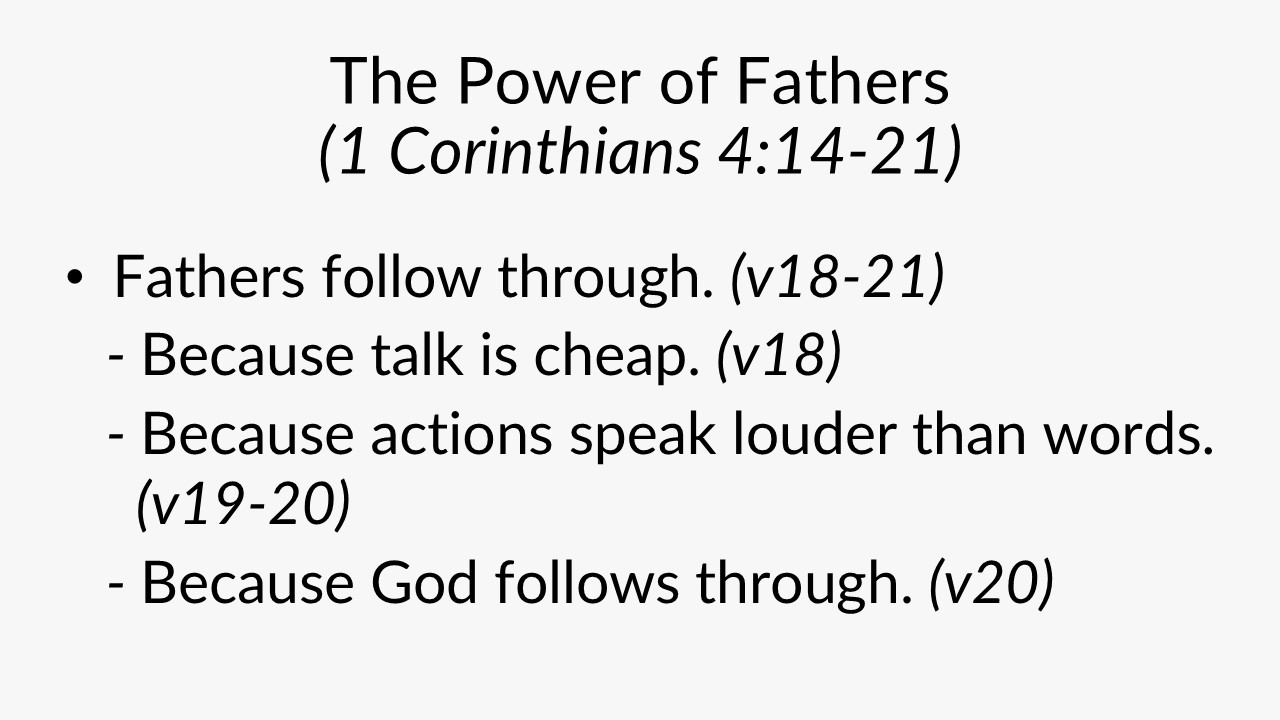 The Power of Fathers
(1 Corinthians 4:14-21)
• Fathers follow through. (v18-21)
- Because talk is cheap. (v18)
- Because actions speak louder than words.
(v19-20)
- Because God follows through. (v20)